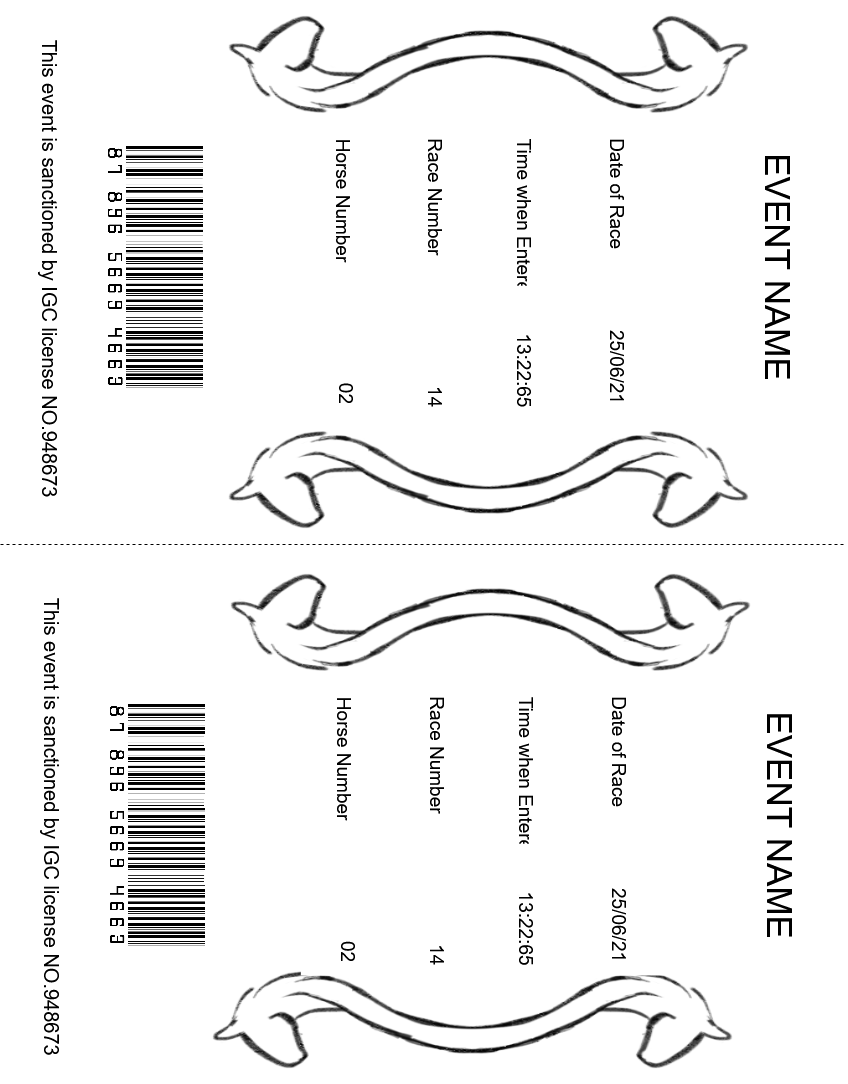 EVENT NAME
Date of Race 25/06/21
Time when Entere 13:22:65
Race Number 14
Horse Number 02
87 896 5669 4663
This event is sanctioned by IGC license NO.948673
EVENT NAME
Date of Race 25/06/21
Time when Entere 13:22:65
Race Number 14
Horse Number 02
87 896 5669 4663
This event is sanctioned by IGC license NO.948673